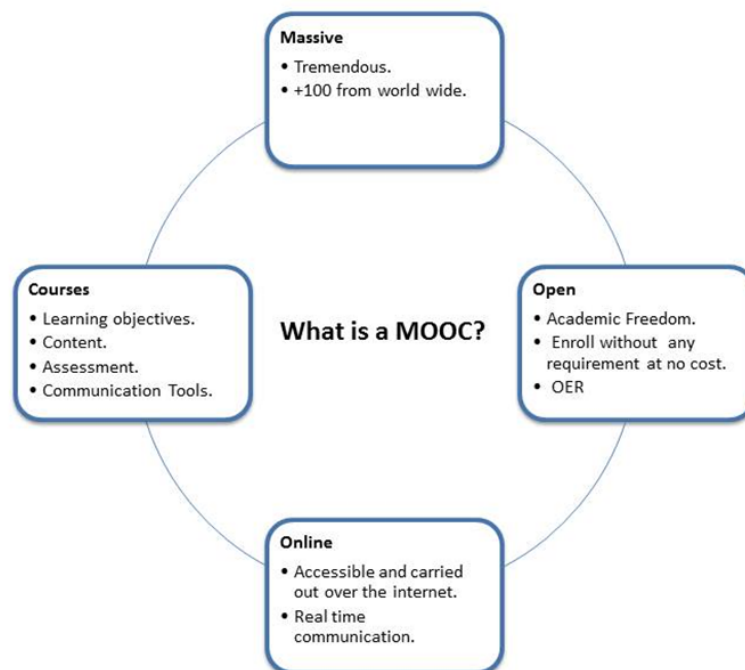 Massive
• Tremendous.
• +100 from world wide.
Courses
• Learning objectives.
• Content.
• Assessment.
• Communication Tools.
What is a MOOC?
Open
• Academic Freedom.
• Enroll without any
requirement at no cost.
• OER
Online
• Accessible and carried
out over the internet.
• Real time
communication.